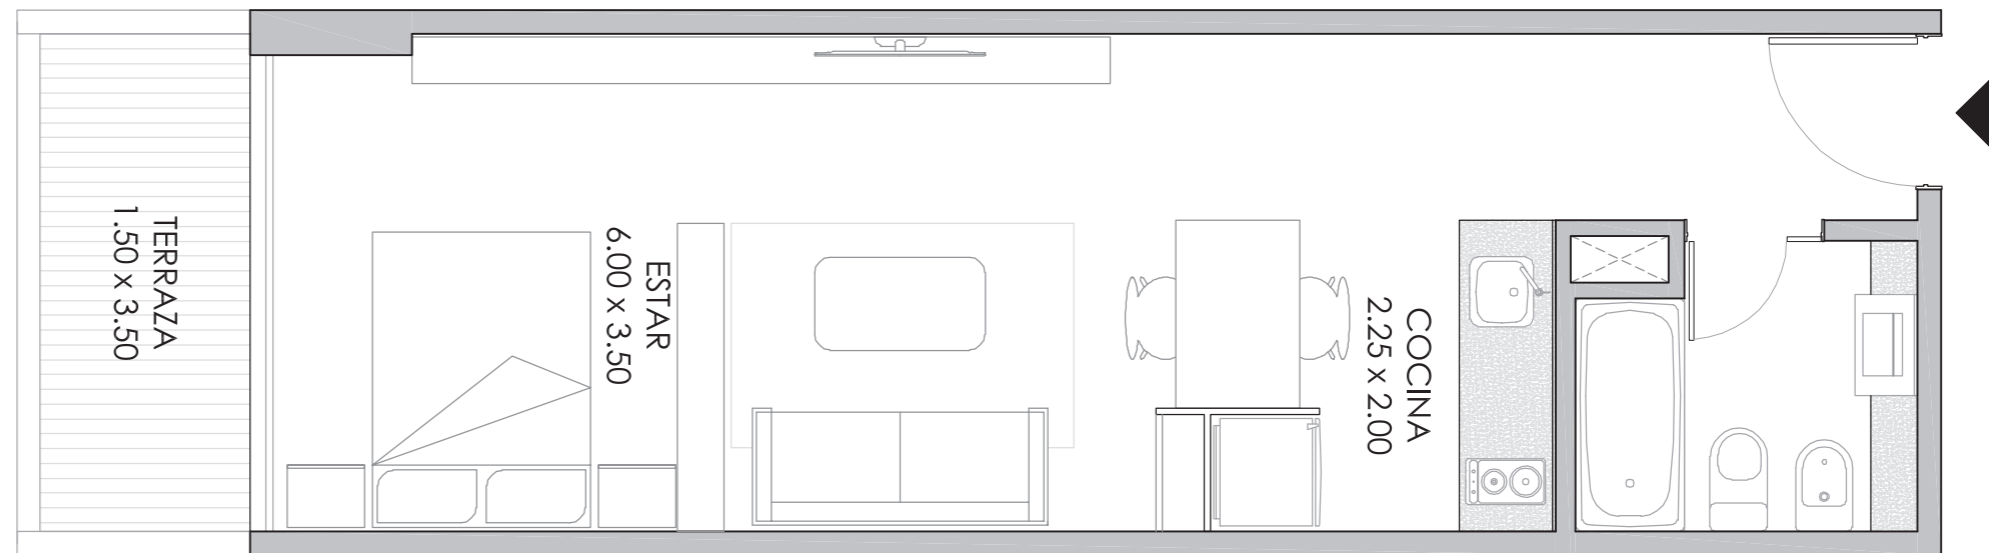 TERRAZA
1.50 x 3.50
ESTAR
6.00 x 3.50
COCINA
2.25 x 2.00